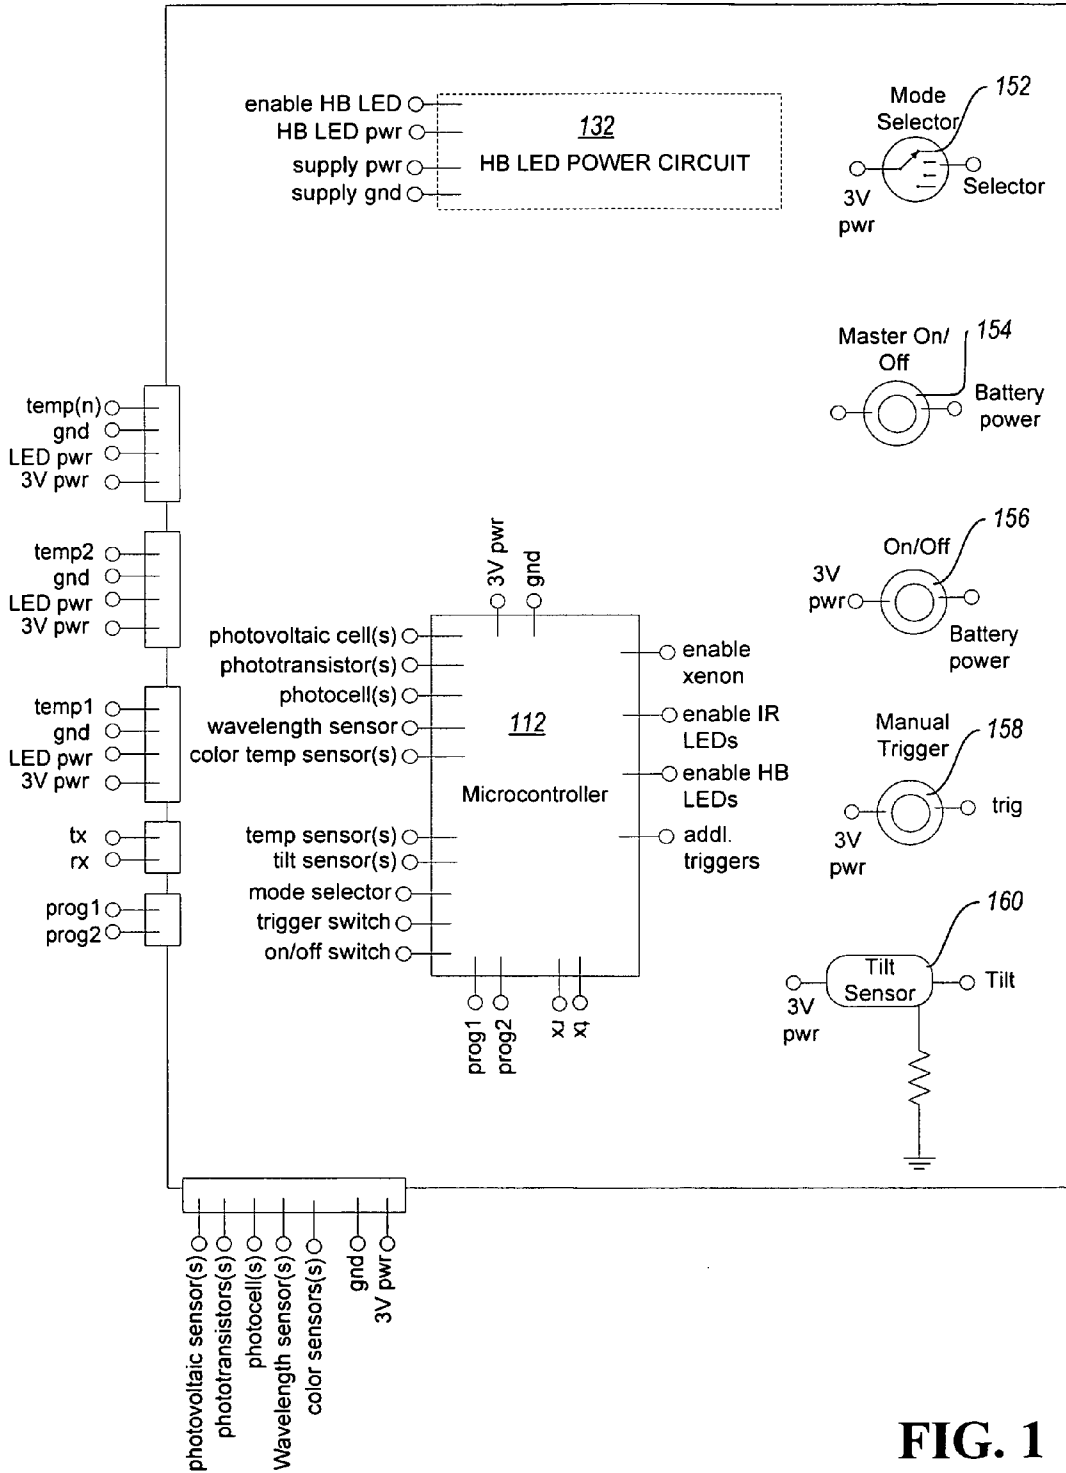 enable HB LED
HB LED pwr
supply pwr
supply gnd
132
HB LED POWER CIRCUIT
152
Mode
Selector
3V
pwr
Selector
154
Master On/
Off
Battery
power
156
On/Off
3V
pwr
Battery
power
158
Manual
Trigger
3V
pwr
trig
160
Tilt
Sensor
3V
pwr
Tilt
temp(n)
gnd
LED pwr
3V pwr
temp2
gnd
LED pwr
3V pwr
temp1
gnd
LED pwr
3V pwr
tx
rx
prog1
prog2
3V pwr
gnd
photovoltaic cell(s)
phototransistor(s)
photocell(s)
wavelength sensor
color temp sensor(s)
temp sensor(s)
tilt sensor(s)
mode selector
trigger switch
on/off switch
112
Microcontroller
enable
xenon
enable IR
LEDs
enable HB
LEDs
addl.
triggers
prog1
prog2
rx
tx
photovoltaic sensor(s)
phototransistors(s)
photocell(s)
Wavelength sensor(s)
color sensors(s)
gnd
3V pwr
FIG. 1